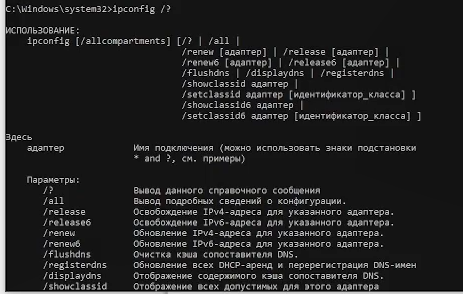 C:\Windows\system32>ipconfig /?
ИСПОЛЬЗОВАНИЕ:
ipconfig [/allcompartments] [/? | /all |
/renew [адаптер] | /release [адаптер] |
/renew6 [адаптер] | /release6 [адаптер] |
/flushdns | /displaydns | /registerdns |
/showclassid адаптер |
/setclassid адаптер [идентификатор_класса] ]
/showclassid6 адаптер |
/setclassid6 адаптер [идентификатор_класса] ]
Здесь
адаптер Имя подключения (можно использовать знаки подстановки
* and ?, см. примеры)
Параметры:
/? Вывод данного справочного сообщения
/all Вывод подробных сведений о конфигурации.
/release Освобождение IPv4-адреса для указанного адаптера.
/release6 Освобождение IPv6-адреса для указанного адаптера.
/renew Обновление IPv4-адреса для указанного адаптера.
/renew6 Обновление IPv6-адреса для указанного адаптера.
/flushdns Очистка кэша сопоставителя DNS.
/registerdns Обновление всех DHCP-аренд и перерегистрация DNS-имен
/displaydns Отображение содержимого кэша сопоставителя DNS.
/showclassid Отображение всех допустимых для этого адаптера